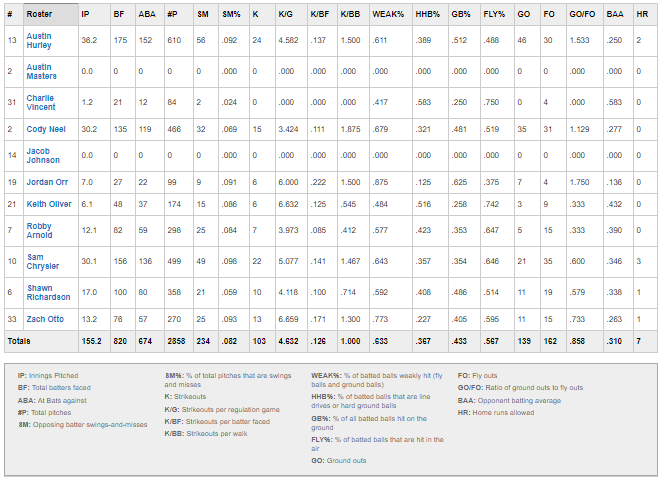 # Roster IP BF ABA #P SM SM% K K/G K/BF K/BB WEAK% HHB% GB% FLY% GO FO GO/FO BAA HR
13 Austin Hurley 36.2 175 152 610 56 .092 24 4.582 .137 1.500 .611 .389 .512 .488 46 30 1.533 .250 2
2 Austin Masters 0.0 0 0 0 0 .000 0 .000 .000 .000 .000 .000 .000 .000 0 0 .000 .000 0
31 Charlie Vincent 1.2 21 12 84 2 .024 0 .000 .000 .000 .417 .583 .250 .750 0 4 .000 .583 0
2 Cody Neel 30.2 135 119 466 32 .069 15 3.424 .111 1.875 .679 .321 .481 .519 35 31 1.129 .277 0
14 Jacob Johnson 0.0 0 0 0 0 .000 0 .000 .000 .000 .000 .000 .000 .000 0 0 .000 .000 0
19 Jordan Orr 7.0 27 22 99 9 .091 6 6.000 .222 1.500 .875 .125 .625 .375 7 4 1.750 .136 0
21 Keith Oliver 6.1 48 37 174 15 .086 6 6.632 .125 .545 .484 .516 .258 .742 3 9 .333 .432 0
7 Robby Arnold 12.1 82 59 298 25 .084 7 3.973 .085 .412 .577 .423 .353 .647 5 15 .333 .390 0
10 Sam Chrysler 30.1 156 136 499 49 .098 22 5.077 .141 1.467 .643 .357 .354 .646 21 35 .600 .346 3
6 Shawn Richardson 17.0 100 80 358 21 .059 10 4.118 .100 .714 .592 .408 .486 .514 11 19 .579 .338 1
33 Zach Otto 13.2 76 57 270 25 .093 13 6.659 .171 1.300 .773 .227 .405 .595 11 15 .733 .263 1
Totals 155.2 820 674 2858 234 .082 103 4.632 .126 1.000 .633 .367 .433 .567 139 162 .858 .310 7
IP: Innings Pitched
BF: Total batters faced
ABA: At Bats against
#P: Total pitches
SM: Opposing batter swings-and-misses
SM%: % of total pitches that are swings
and misses
K: Strikeouts
K/G: Strikeouts per regulation game
K/BF: Strikeouts per batter faced
K/BB: Strikeouts per walk
WEAK%: % of batted balls weakly hit (fly
balls and ground balls)
HHB%: % of batted balls that are line
drives or hard ground balls
GB%: % of all batted balls hit on the
ground
FLY%: % of batted balls that are hit in the
air
GO: Ground outs
FO: Fly outs
GO/FO: Ratio of ground outs to fly outs
BAA: Opponent batting average
HR: Home runs allowed